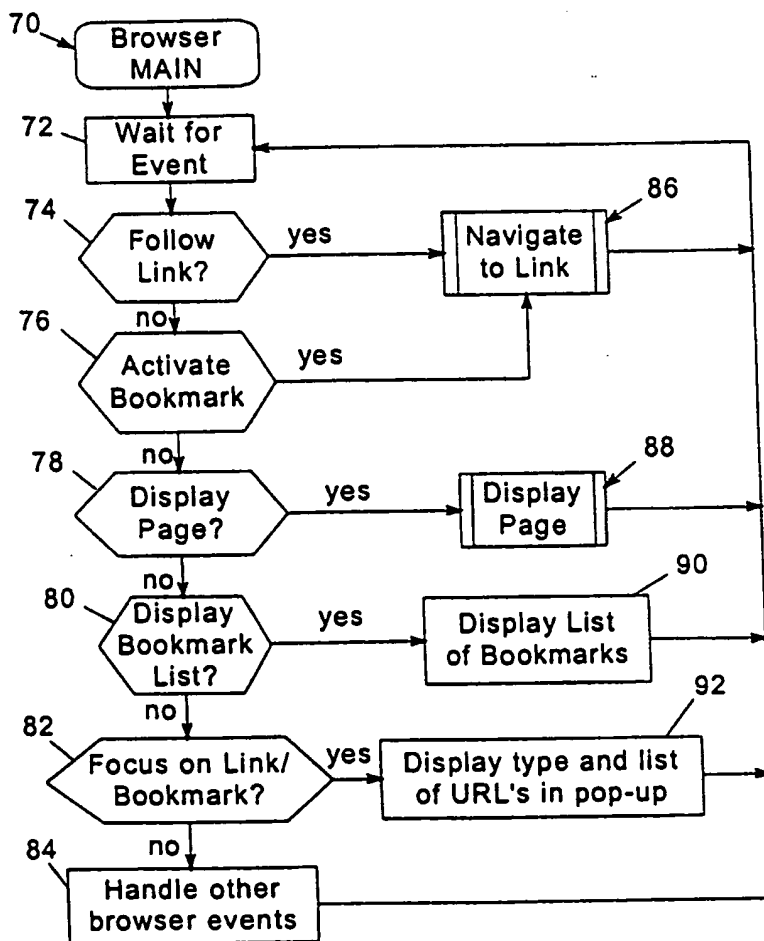 70
Browser
MAIN
72
Wait for
Event
74
Follow
Link?
yes
86
Navigate
to Link
no
76
Activate
Bookmark
yes
no
78
Display
Page?
yes
88
Display
Page
no
80
Display
Bookmark
List?
yes
90
Display List
of Bookmarks
no
82
Focus on Link/
Bookmark?
yes
92
Display type and list
of URL's in pop-up
no
84
Handle other
browser events